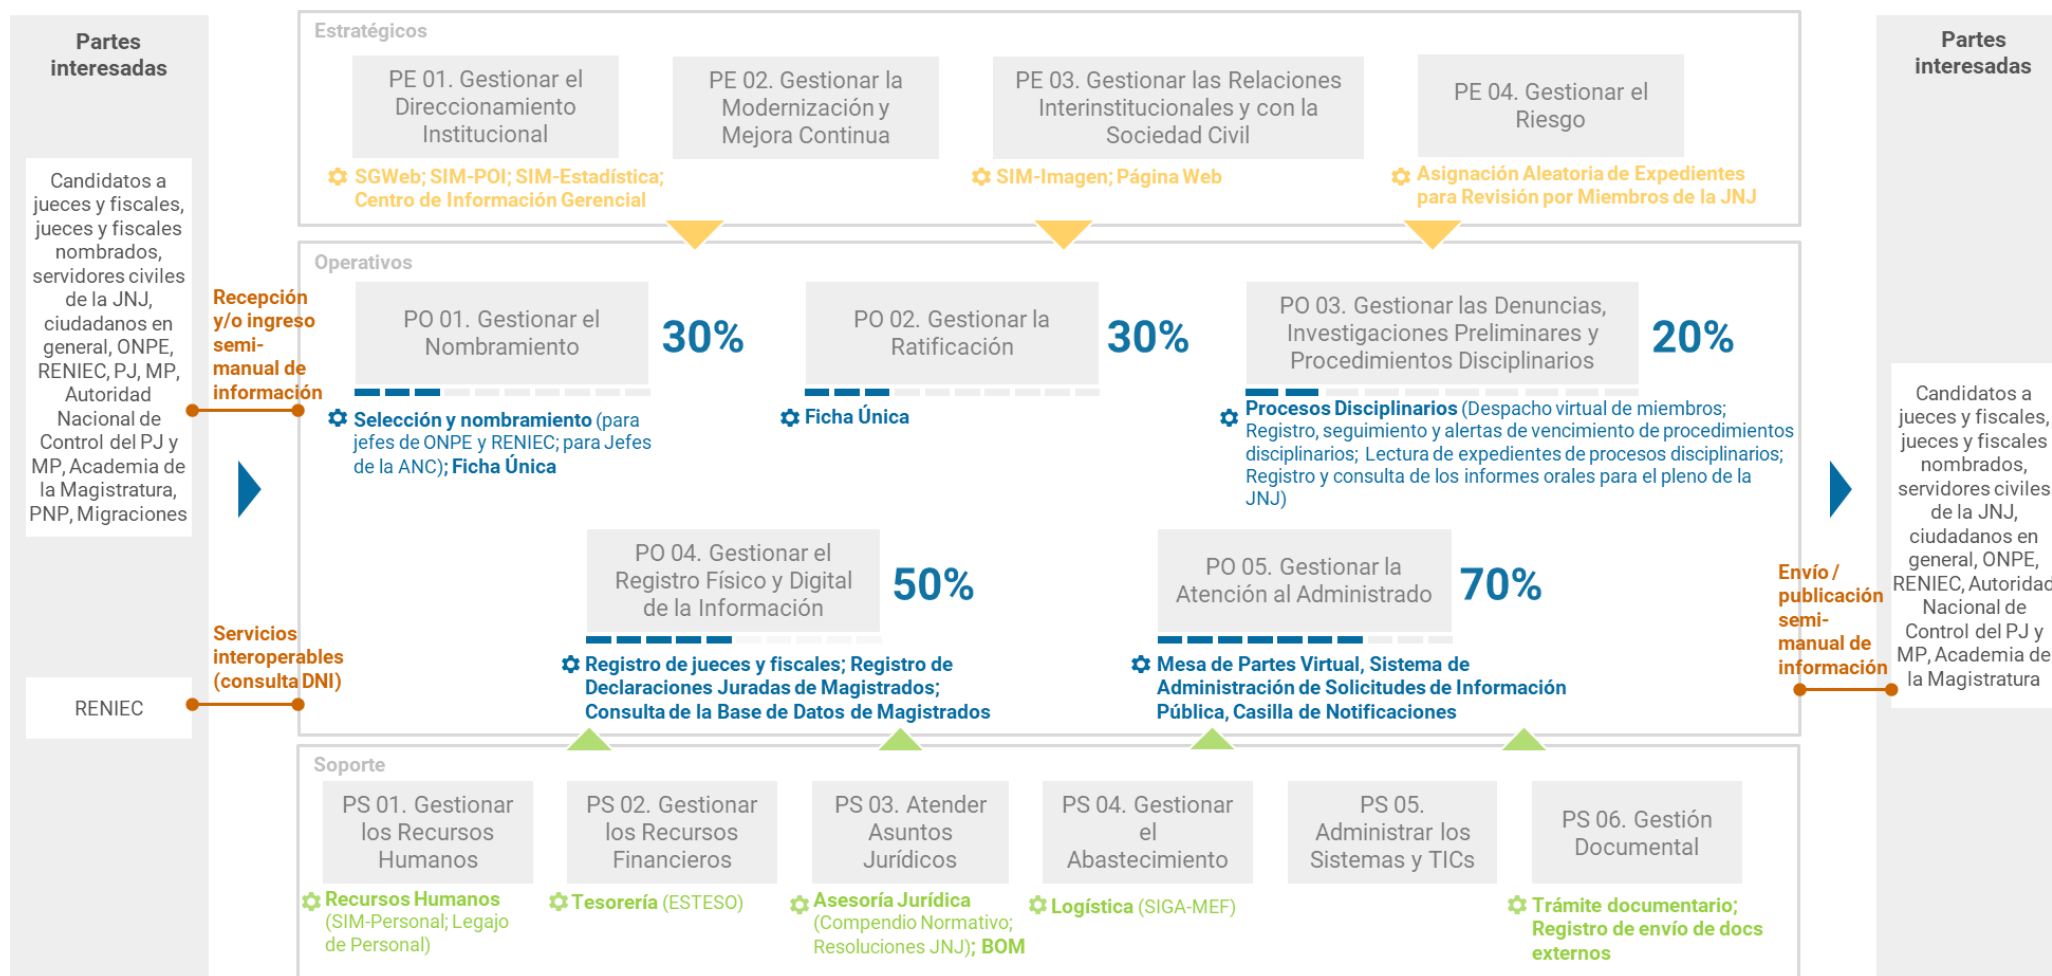 Partes
interesadas
Candidatos a
jueces y fiscales,
jueces y fiscales
nombrados,
servidores civiles
de la JNJ,
ciudadanos en
general, ONPE,
RENIEC, PJ, MP,
Autoridad
Nacional de
Control del PJ y
MP, Academia de
la Magistratura,
PNP, Migraciones
RENIEC
Recepción
y/o ingreso
semi-
manual de
información
Servicios
interoperables
(consulta DNI)
Estratégicos
PE 01. Gestionar el
Direccionamiento
Institucional
SGWeb; SIM-POI; SIM-Estadística;
Centro de Información Gerencial
PE 02. Gestionar la
Modernización y
Mejora Continua
PE 03. Gestionar las Relaciones
Interinstitucionales y con la
Sociedad Civil
SIM-Imagen; Página Web
PE 04. Gestionar el
Riesgo
Asignación Aleatoria de Expedientes
para Revisión por Miembros de la JNJ
Operativos
PO 01. Gestionar el
Nombramiento
30%
Selección y nombramiento (para
jefes de ONPE y RENIEC; para Jefes
de la ANC); Ficha Única
PO 02. Gestionar la
Ratificación
30%
Ficha Única
PO 03. Gestionar las Denuncias,
Investigaciones Preliminares y
Procedimientos Disciplinarios
20%
Procesos Disciplinarios (Despacho virtual de miembros;
Registro, seguimiento y alertas de vencimiento de procedimientos
disciplinarios; Lectura de expedientes de procesos disciplinarios;
Registro y consulta de los informes orales para el pleno de la
JNJ)
PO 04. Gestionar el
Registro Físico y Digital
de la Información
50%
Registro de jueces y fiscales; Registro de
Declaraciones Juradas de Magistrados;
Consulta de la Base de Datos de Magistrados
PO 05. Gestionar la
Atención al Administrado
70%
Mesa de Partes Virtual, Sistema de
Administración de Solicitudes de Información
Pública, Casilla de Notificaciones
Soporte
PS 01. Gestionar
los Recursos
Humanos
Recursos Humanos
(SIM-Personal; Legajo
de Personal)
PS 02. Gestionar
los Recursos
Financieros
Tesorería (ESTESO)
PS 03. Atender
Asuntos
Jurídicos
Asesoría Jurídica
(Compendio Normativo;
Resoluciones JNJ); BOM
PS 04. Gestionar
el
Abastecimiento
Logística (SIGA-MEF)
PS 05.
Administrar los
Sistemas y TICs
PS 06. Gestión
Documental
Trámite documentario;
Registro de envío de docs
externos
Envío /
publicación
semi-
manual de
información
Partes
interesadas
Candidatos a
jueces y fiscales,
jueces y fiscales
nombrados,
servidores civiles
de la JNJ,
ciudadanos en
general, ONPE,
RENIEC, Autoridad
Nacional de
Control del PJ y
MP, Academia de
la Magistratura